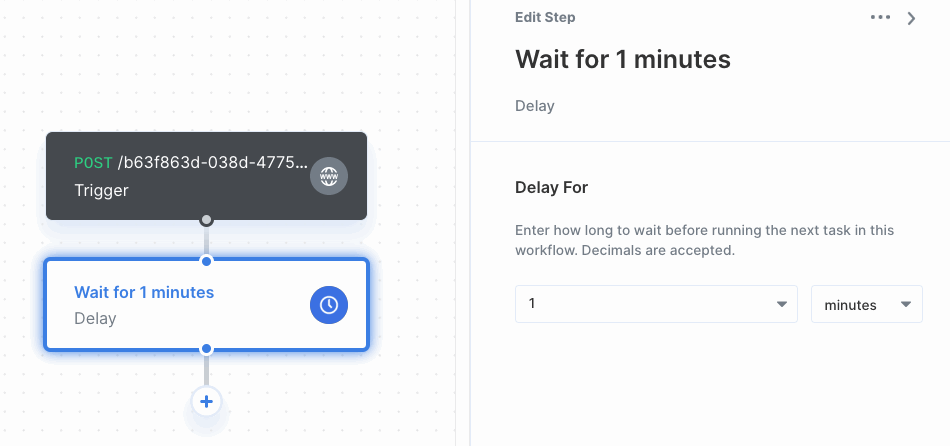 POST /b63f863d-038d-4775...
Trigger
WWW
Wait for 1 minutes
Delay
Edit Step
Wait for 1 minutes
Delay
Delay For
Enter how long to wait before running the next task in this
workflow. Decimals are accepted.
1
minutes